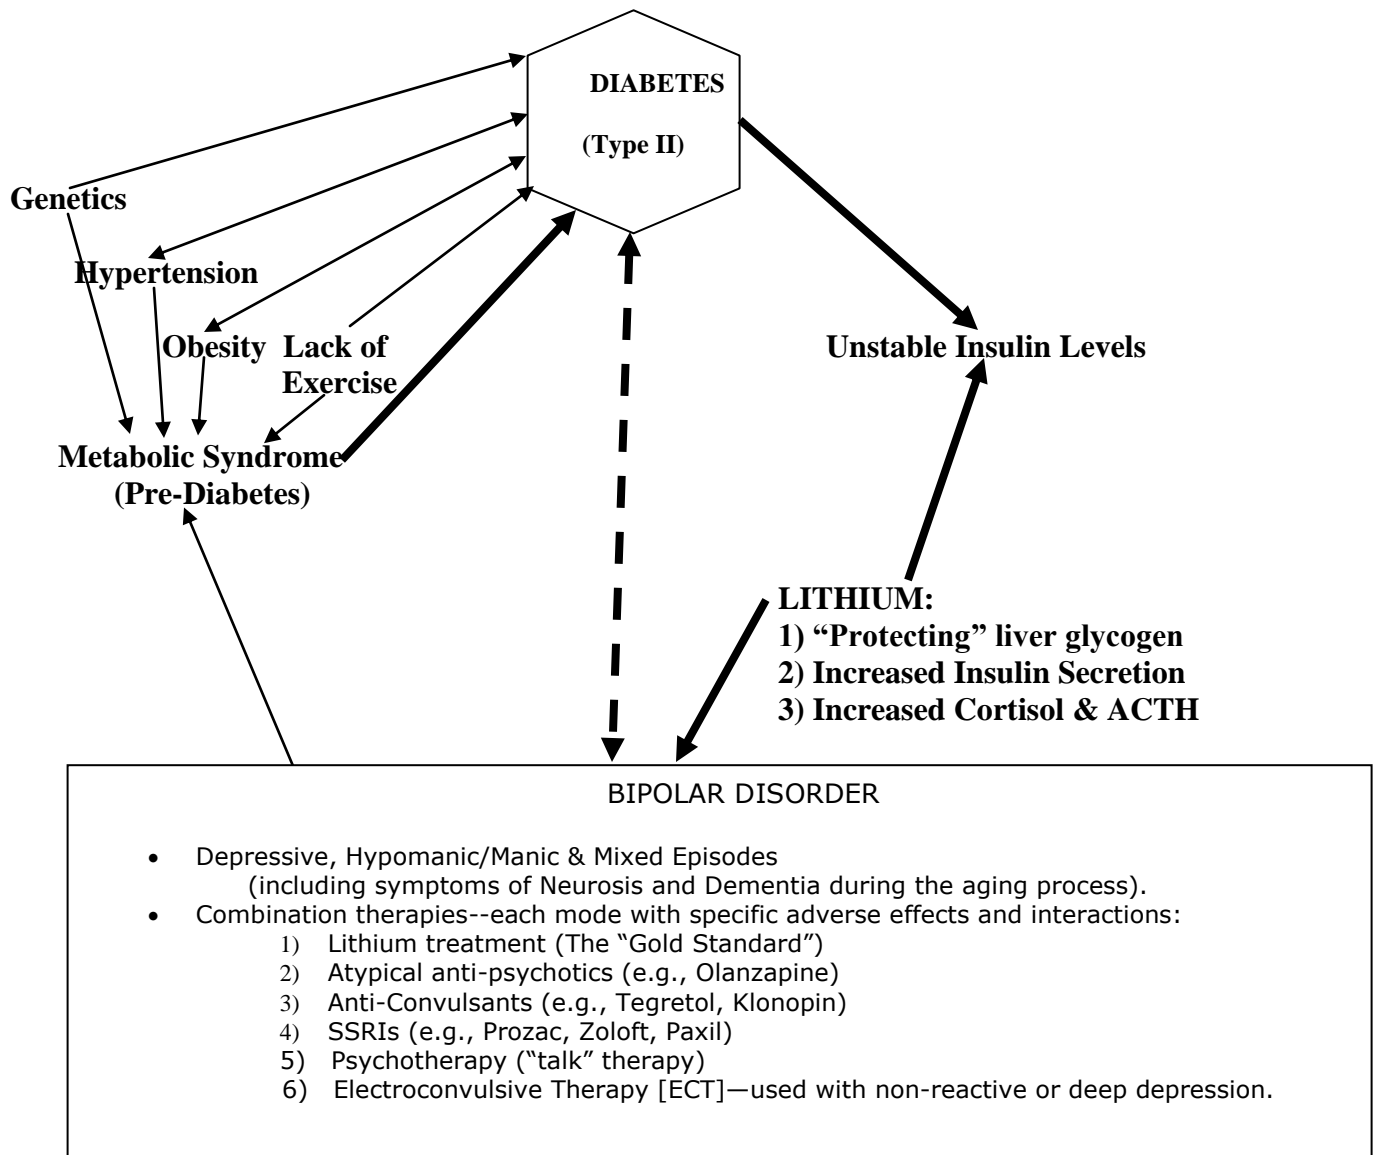 DIABETES
(Type II)
Genetics
Hypertension
Obesity Lack of
Exercise
Unstable Insulin Levels
Metabolic Syndrome
(Pre-Diabetes)
LITHIUM:
1) “Protecting” liver glycogen
2) Increased Insulin Secretion
3) Increased Cortisol & ACTH
BIPOLAR DISORDER
• Depressive, Hypomanic/Manic & Mixed Episodes
(including symptoms of Neurosis and Dementia during the aging process).
• Combination therapies--each mode with specific adverse effects and interactions:
1) Lithium treatment (The “Gold Standard”)
2) Atypical anti-psychotics (e.g., Olanzapine)
3) Anti-Convulsants (e.g., Tegretol, Klonopin)
4) SSRIs (e.g., Prozac, Zoloft, Paxil)
5) Psychotherapy (“talk” therapy)
6) Electroconvulsive Therapy [ECT]—used with non-reactive or deep depression.